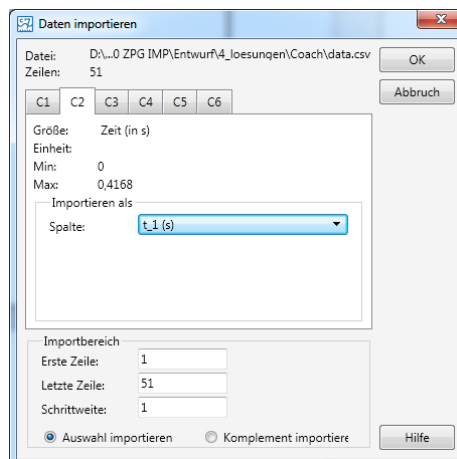 Daten importieren
Datei: D:\...0 ZPG IMP\Entwurf\4_loesungen\Coach\data.csv
Zeilen: 51
OK
Abbruch
C1 C2 C3 C4 C5 C6
Größe: Zeit (in s)
Einheit:
Min: 0
Max: 0,4168
Importieren als
Spalte: t_1 (s)
Importbereich
Erste Zeile: 1
Letzte Zeile: 51
Schrittweite: 1
Auswahl importieren Komplement importiere
Hilfe